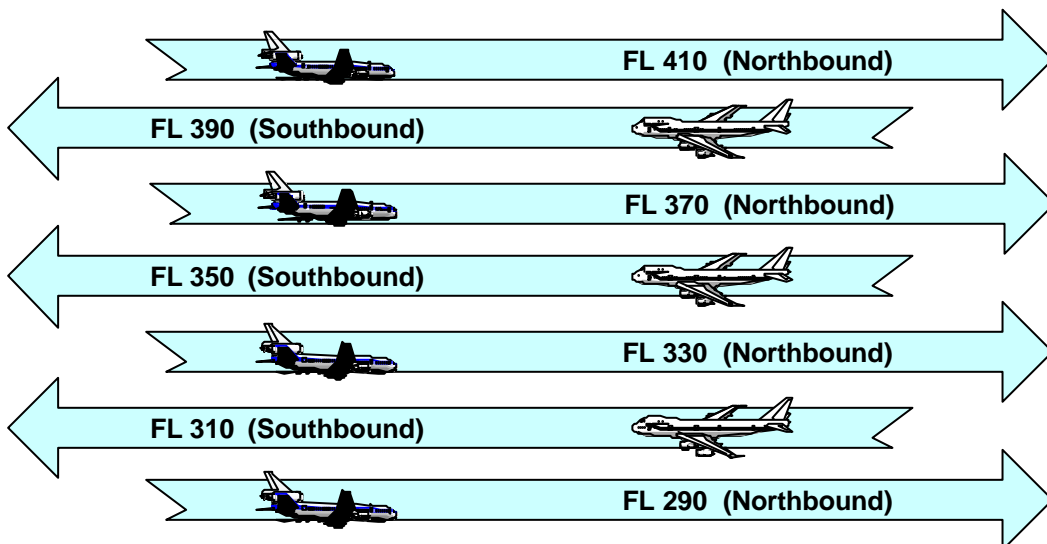 FL 410 (Northbound)
FL 390 (Southbound)
FL 370 (Northbound)
FL 350 (Southbound)
FL 330 (Northbound)
FL 310 (Southbound)
FL 290 (Northbound)